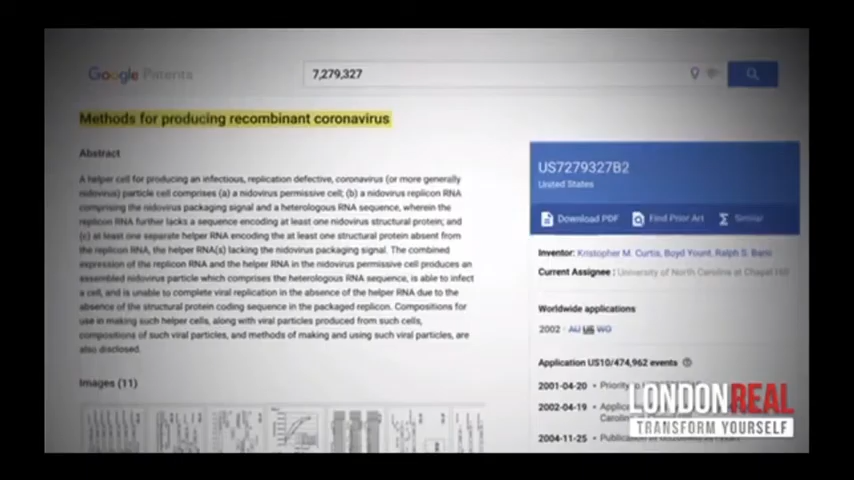 Google Patents
7,279,327
Methods for producing recombinant coronavirus
Abstract
A helper cell for producing an infectious, replication defective, coronavirus (or more generally
nidovirus) particle cell comprises (a) a nidovirus permissive cell; (b) a nidovirus replicon RNA
comprising the nidovirus packaging signal and a heterologous RNA sequence, wherein the
replicon RNA further lacks a sequence encoding at least one nidovirus structural protein; and
(c) at least one separate helper RNA encoding the at least one structural protein absent from
the replicon RNA, the helper RNA(s) lacking the nidovirus packaging signal. The combined
expression of the replicon RNA and the helper RNA in the nidovirus permissive cell produces an
assembled nidovirus particle which comprises the heterologous RNA sequence, is able to infect
a cell, and is unable to complete viral replication in the absence of the helper RNA due to the
absence of the structural protein coding sequence in the packaged replicon. Compositions for
use in making such helper cells, along with viral particles produced from such cells,
compositions of such viral particles, and methods of making and using such viral particles, are
also disclosed.
Images (11)
US7279327B2
United States
Download PDF Find Prior Art Similar
Inventor: Kristopher M. Curtis, Boyd Yount, Ralph S. Baric
Current Assignee: University of North Carolina at Chapel Hill
Worldwide applications
2002 · AU US WO
Application US10/474,962 events
2001-04-20 • Priority to
2002-04-19 •
2004-11-25 •
LONDONREAL
TRANSFORM YOURSELF